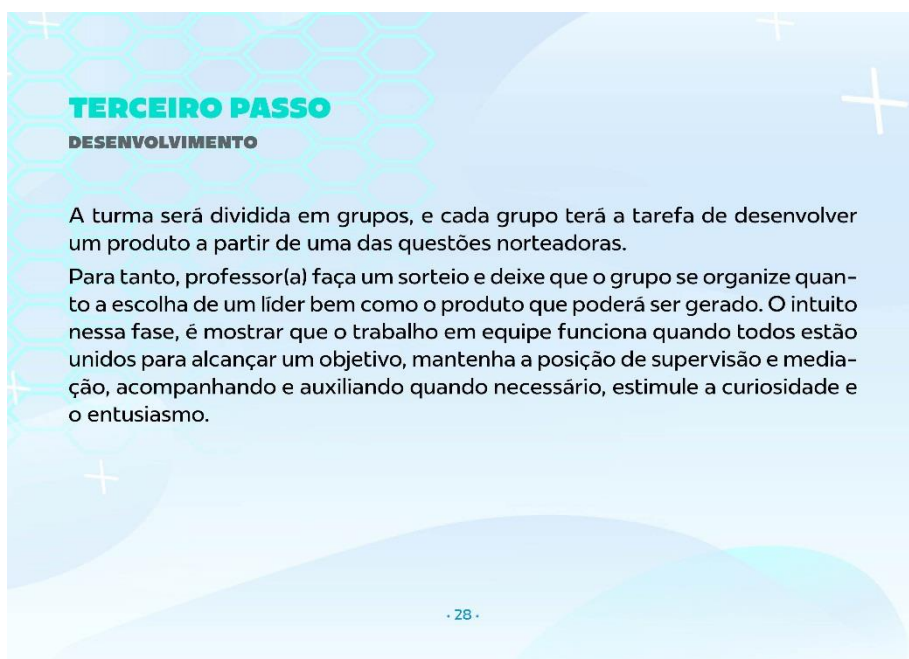 TERCEIRO PASSO
DESENVOLVIMENTO
A turma será dividida em grupos, e cada grupo terá a tarefa de desenvolver
um produto a partir de uma das questões norteadoras.
Para tanto, professor(a) faça um sorteio e deixe que o grupo se organize quan-
to a escolha de um líder bem como o produto que poderá ser gerado. O intuito
nessa fase, é mostrar que o trabalho em equipe funciona quando todos estão
unidos para alcançar um objetivo, mantenha a posição de supervisão e media-
ção, acompanhando e auxiliando quando necessário, estimule a curiosidade e
o entusiasmo.
• 28 •